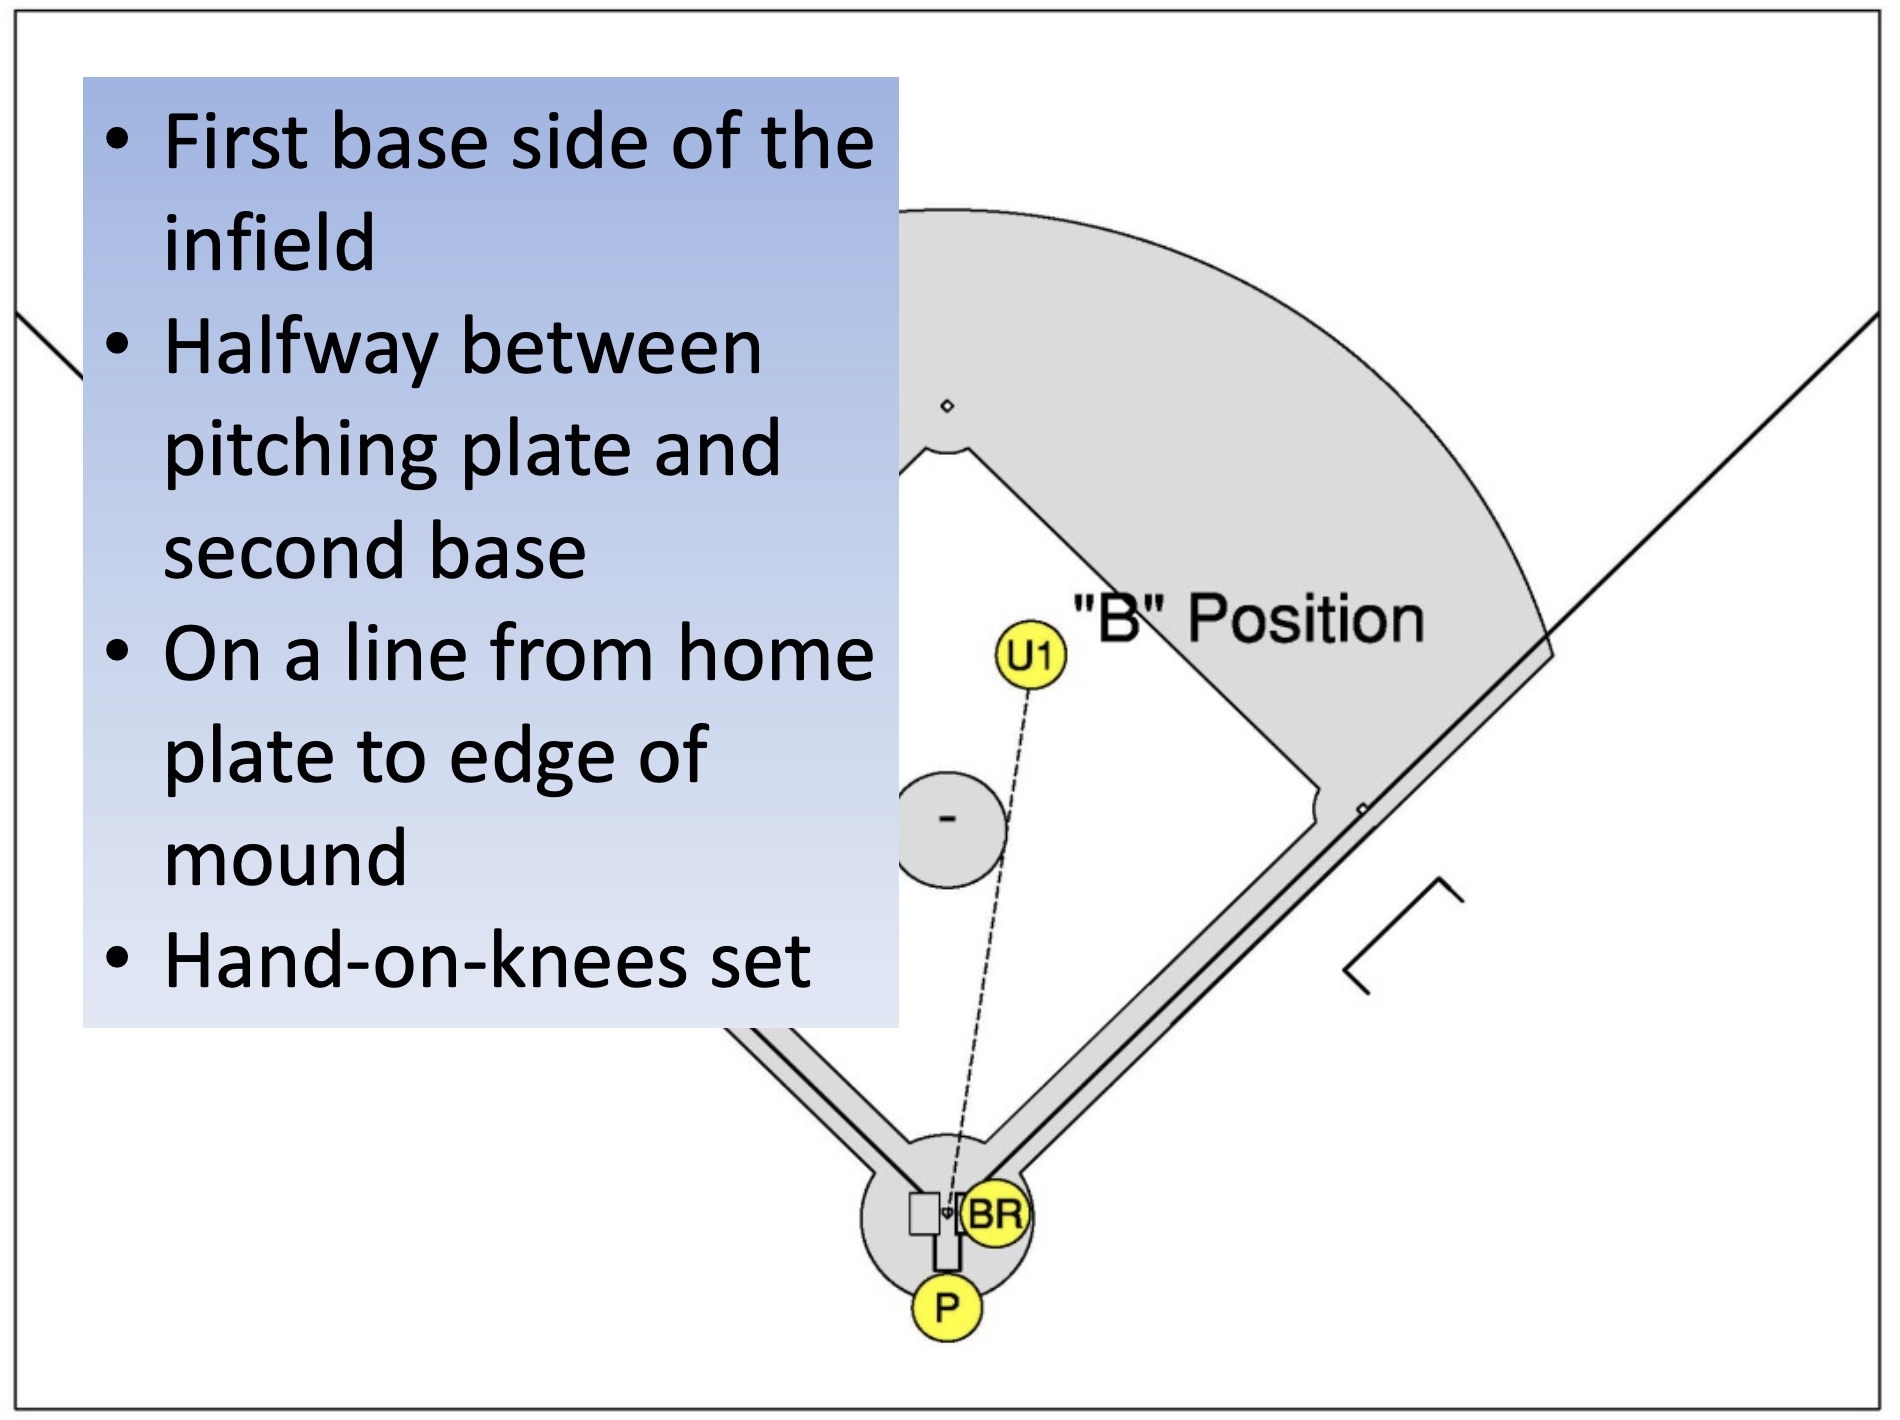 • First base side of the
infield
• Halfway between
pitching plate and
second base
• On a line from home
plate to edge of
mound
• Hand-on-knees set
"B" Position
U1
BR
P